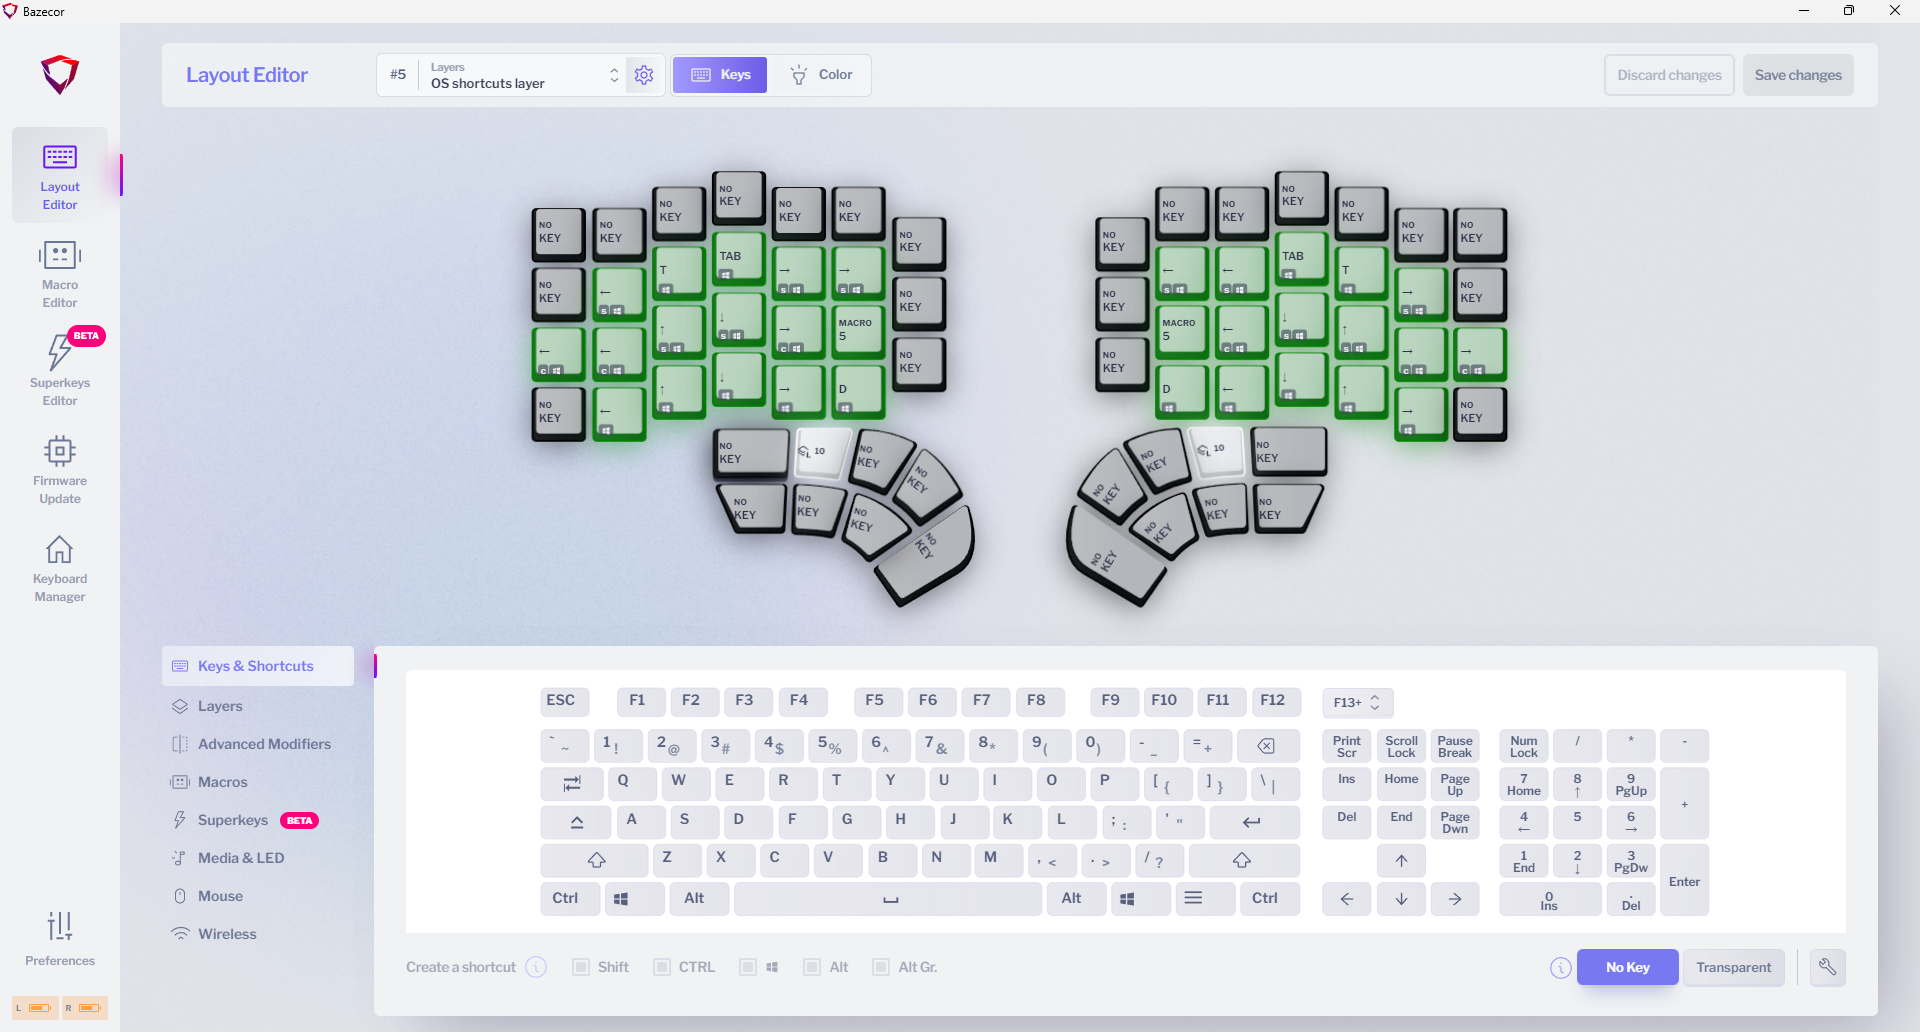 Bazecor
Layout Editor
#5
Layers
OS shortcuts layer
Keys
Color
Discard changes
Save changes
Layout
Editor
Macro
Editor
BETA
Superkeys
Editor
Firmware
Update
Keyboard
Manager
Preferences
L
R
NO KEY
NO KEY
NO KEY
NO KEY
NO KEY
NO KEY
NO KEY
NO KEY
← S
T
TAB
→ S
→ S
NO KEY
← C
← C
↑ S
↓ S
→ C
MACRO 5
NO KEY
NO KEY
←
↑
↓
→
D
NO KEY
L 10
NO KEY
NO KEY
NO KEY
NO KEY
NO KEY
NO KEY
NO KEY
NO KEY
NO KEY
NO KEY
NO KEY
NO KEY
NO KEY
NO KEY
← S
← S
TAB
T
→ S
NO KEY
MACRO 5
← C
↓ S
↑ S
→ C
→ C
NO KEY
D
←
↓
↑
→
NO KEY
NO KEY
NO KEY
L 10
NO KEY
NO KEY
NO KEY
NO KEY
NO KEY
Keys & Shortcuts
Layers
Advanced Modifiers
Macros
Superkeys BETA
Media & LED
Mouse
Wireless
ESC F1 F2 F3 F4 F5 F6 F7 F8 F9 F10 F11 F12 F13+
` ~ 1 ! 2 @ 3 # 4 $ 5 % 6 ^ 7 & 8 * 9 ( 0 ) - _ = + Print Scr Scroll Lock Pause Break Num Lock / * -
Q W E R T Y U I O P [ { ] } \ | Ins Home Page Up 7 Home 8 ↑ 9 PgUp +
A S D F G H J K L ; : ' " Del End Page Dwn 4 ← 5 6 →
Z X C V B N M , < . > / ? ↑ 1 End 2 ↓ 3 PgDw Enter
Ctrl Alt Alt Ctrl ← ↓ → 0 Ins . Del
Create a shortcut i Shift CTRL Alt Alt Gr.
i No Key Transparent